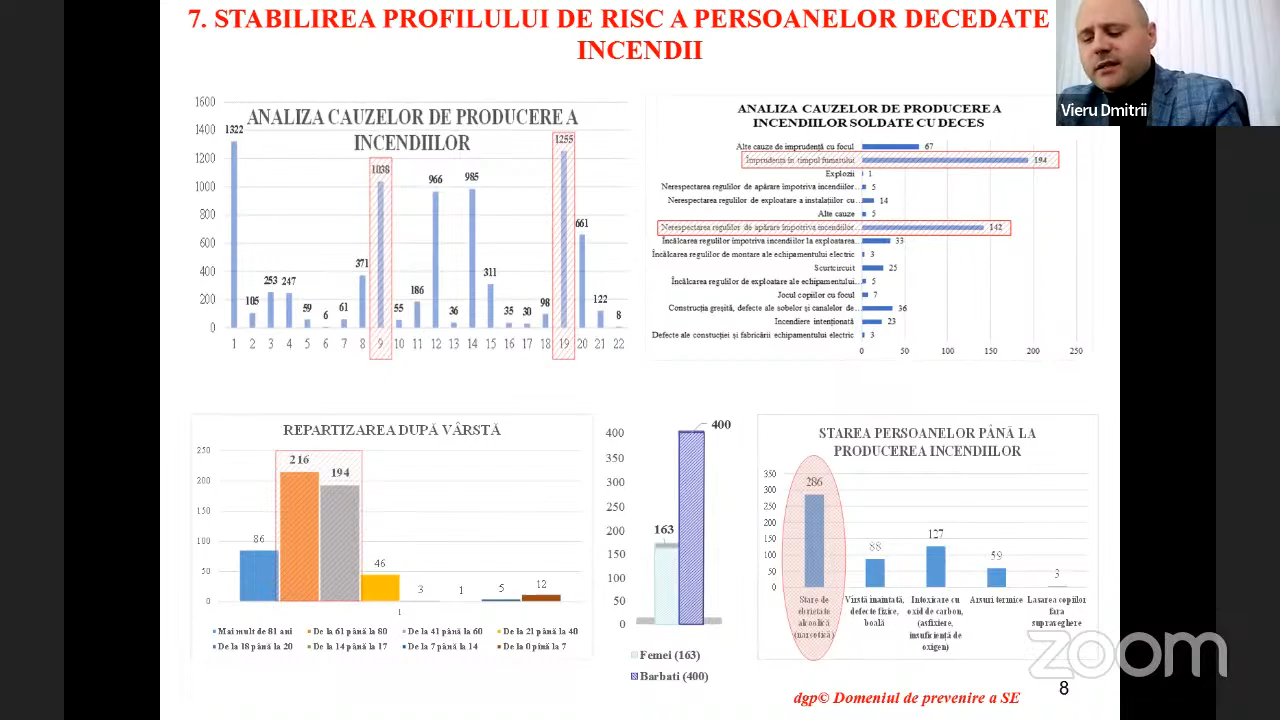 7. STABILIREA PROFILULUI DE RISC A PERSOANELOR DECEDATE
INCENDII
Vieru Dmitrii
ANALIZA CAUZELOR DE PRODUCERE A
INCENDIILOR
1600
1400
1200
1000
800
600
400
200
0
1322
105
253
247
59
6
61
371
1038
55
186
966
36
985
311
35
30
98
1255
661
122
8
1 2 3 4 5 6 7 8 9 10 11 12 13 14 15 16 17 18 19 20 21 22
ANALIZA CAUZELOR DE PRODUCERE A
INCENDIILOR SOLDATE CU DECES
Alte cauze de imprudență cu focul 67
Imprudența în timpul fumatului 194
Explozii 1
Nerespectarea regulilor de apărare împotriva incendiilor... 5
Nerespectarea regulilor de exploatare a instalațiilor cu... 14
Alte cauze 5
Nerespectarea regulilor de apărare împotriva incendiilor... 142
Încălcarea regulilor împotriva incendiilor la exploatarea... 33
Încălcarea regulilor de montare ale echipamentului electric 3
Scurtcircuit 25
Încălcarea regulilor de exploatare ale echipamentului... 5
Jocul copiilor cu focul 7
Construcția greșită, defecte ale sobelor și canalelor de... 36
Incendiere intenționată 23
Defecte ale constucției și fabricării echipamentului electric 3
0 50 100 150 200 250
REPARTIZAREA DUPĂ VÂRSTĂ
250
200
150
100
50
0
86
216
194
46
3
1
5
12
1
Mai mult de 81 ani De la 61 până la 80 De la 41 până la 60 De la 21 până la 40
De la 18 până la 20 De la 14 până la 17 De la 7 până la 14 De la 0 pînă la 7
400
350
300
250
200
150
100
50
0
163
400
Femei (163)
Barbati (400)
STAREA PERSOANELOR PÂNĂ LA
PRODUCEREA INCENDIILOR
350
300
250
200
150
100
50
0
286
88
127
59
3
Stare de
ebrietate
alcoolică
(narcotică)
Vîrstă inaintată,
defecte fizice,
boală
Intoxicare cu
oxid de carbon,
(asfixiere,
insuficiență de
oxigen)
Arsuri termice
Lasarea copiilor
fara
supraveghere
zoom
8
dgp© Domeniul de prevenire a SE